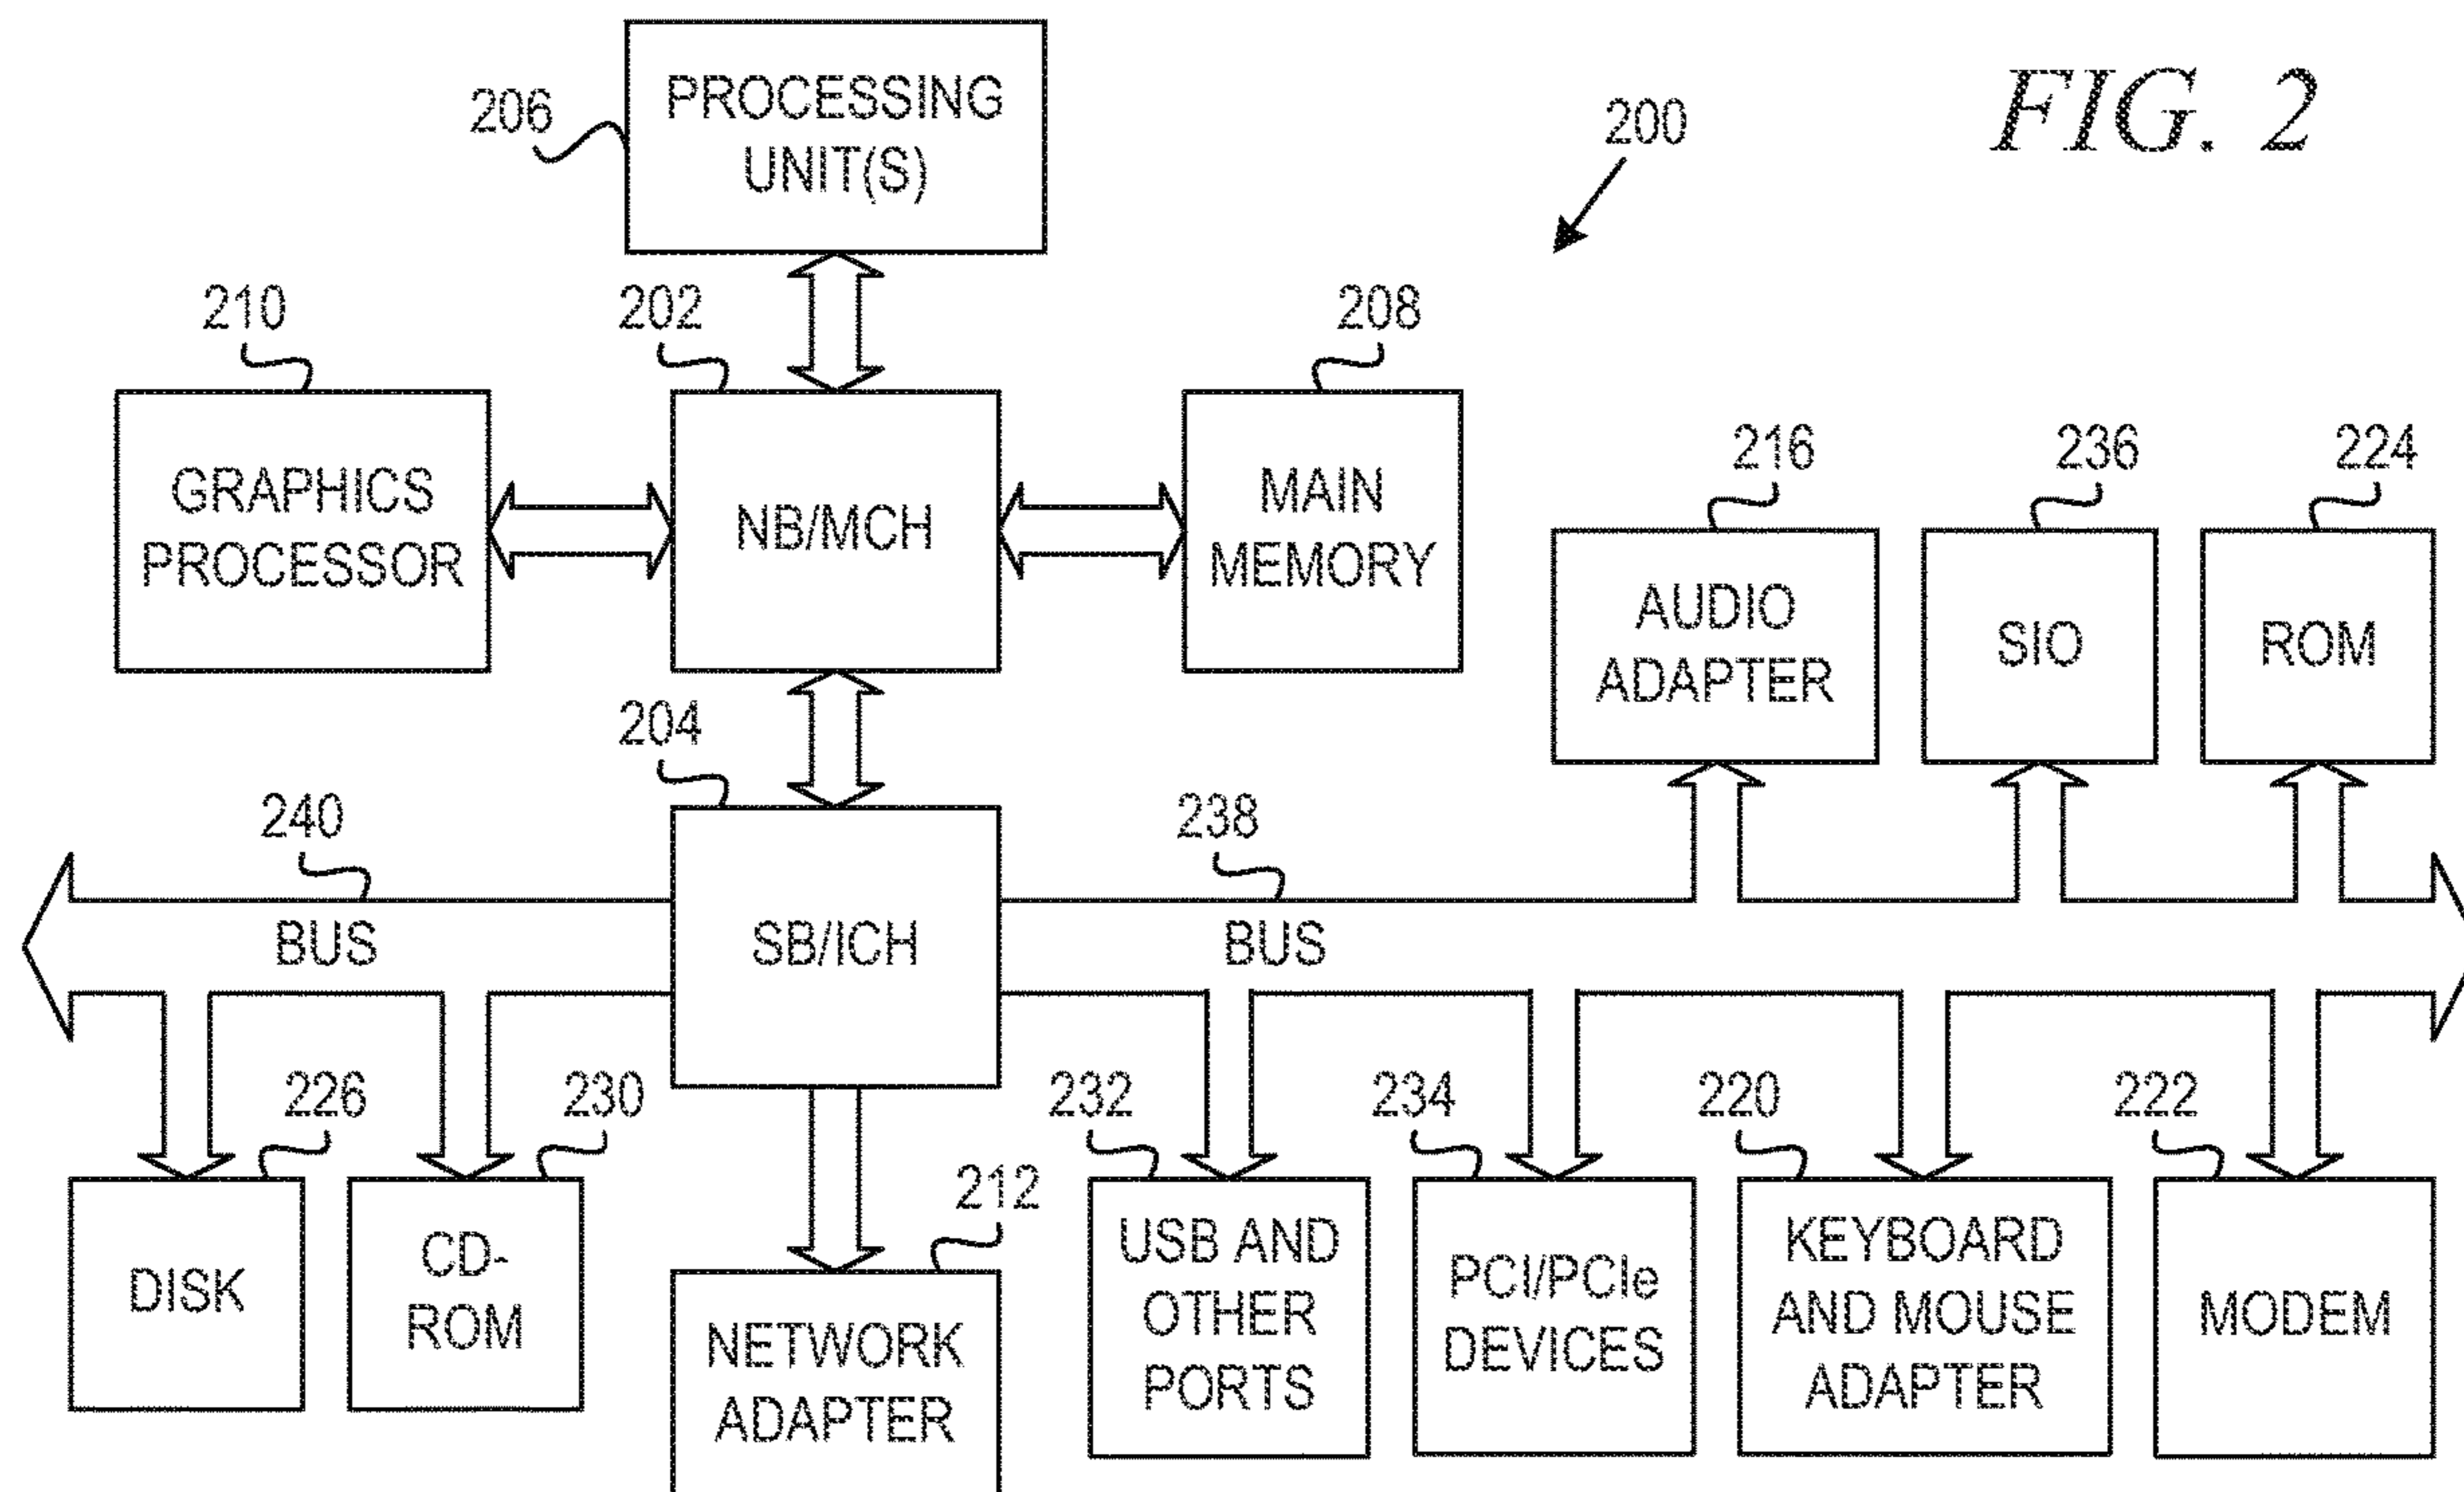 FIG. 2
200
206
PROCESSING
UNIT(S)
210
202
208
GRAPHICS
PROCESSOR
NB/MCH
MAIN
MEMORY
216
236
224
AUDIO
ADAPTER
SIO
ROM
204
240
238
BUS
SB/ICH
BUS
226
230
212
232
234
220
222
DISK
CD-
ROM
NETWORK
ADAPTER
USB AND
OTHER
PORTS
PCI/PCIe
DEVICES
KEYBOARD
AND MOUSE
ADAPTER
MODEM